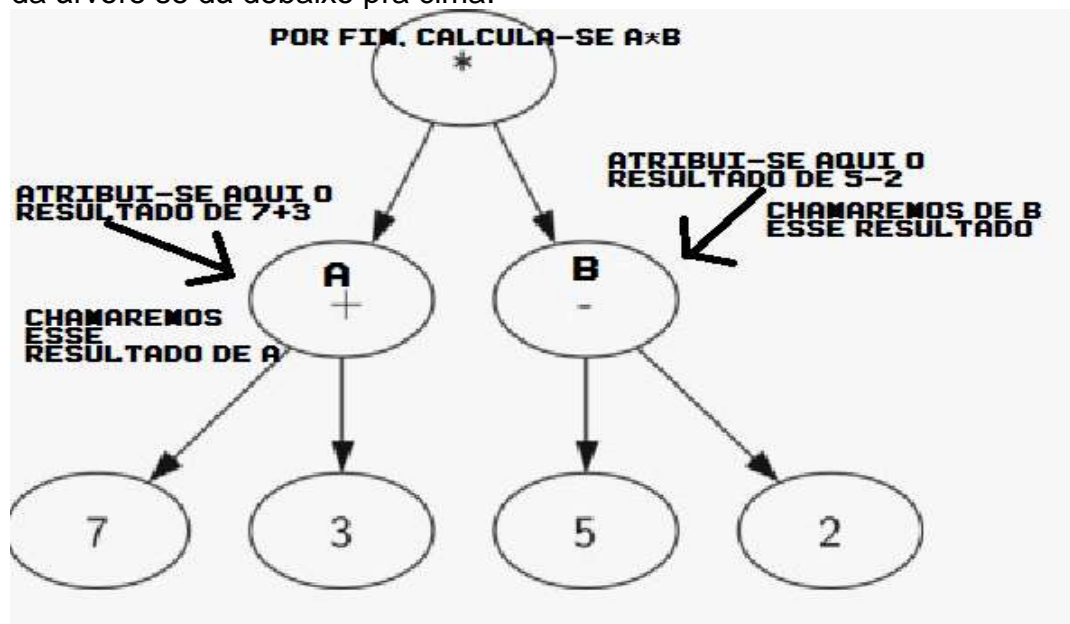 da árvore se dá debaixo pra cima:
POR FIM, CALCULA-SE A*B
*
ATRIBUI-SE AQUI O
RESULTADO DE 7+3
ATRIBUI-SE AQUI O
RESULTADO DE 5-2
CHAMAREMOS DE B
ESSE RESULTADO
A
+
B
-
CHAMAREMOS
ESSE
RESULTADO DE A
7
3
5
2